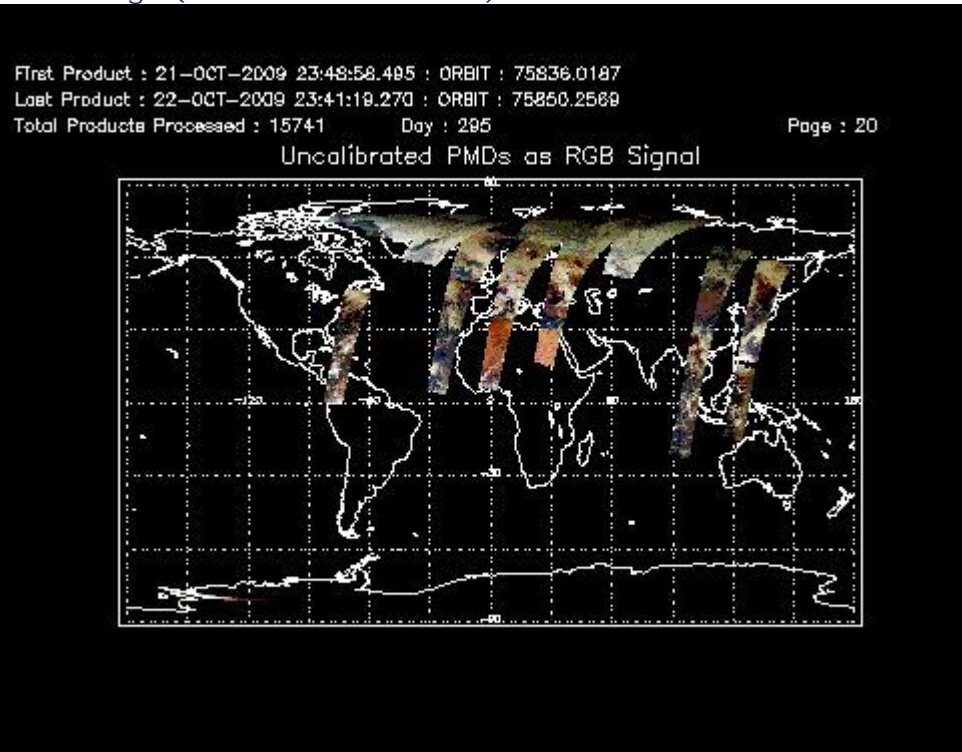 First Product : 21-OCT-2009 23:48:58.495 : ORBIT : 75836.0187
Last Product : 22-OCT-2009 23:41:19.270 : ORBIT : 75850.2569
Total Products Processed : 15741 Day : 295 Page : 20
Uncalibrated PMDs as RGB Signal